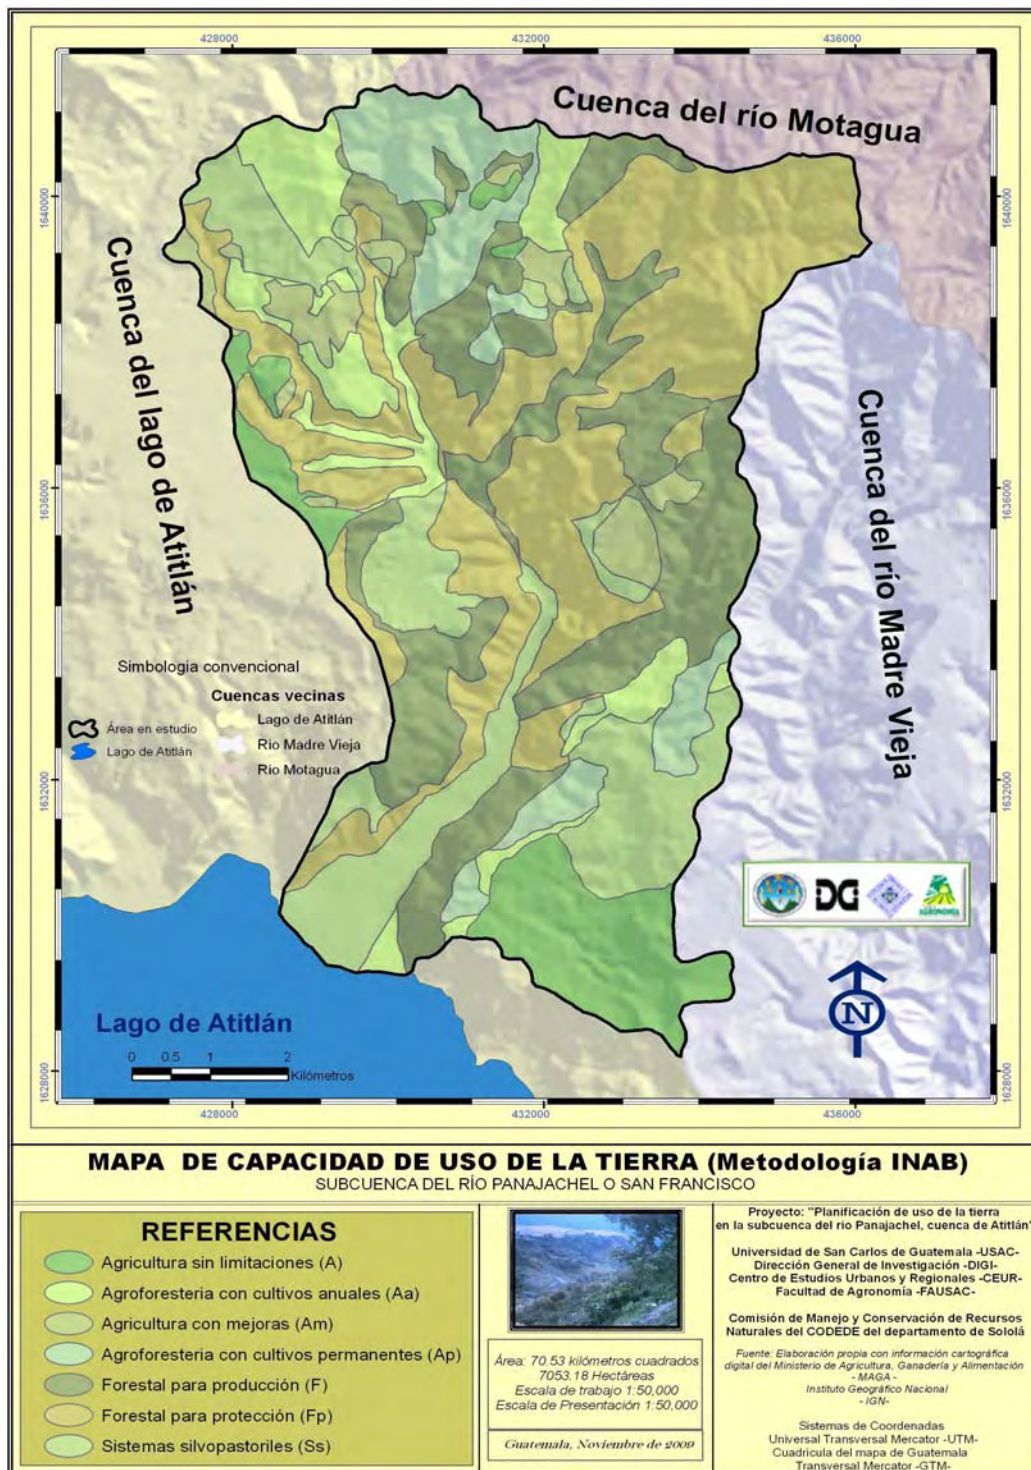 428000
432000
436000
Cuenca del río Motagua
1640000
1640000
Cuenca del lago de Atitlán
Cuenca del río Madre Vieja
1636000
1636000
Simbologia convencional
Cuencas vecinas
Área en estudio
Lago de Atitlán
Lago de Atitlán
Rio Madre Vieja
Rio Motagua
1632000
1632000
DG
AGRONOMIA
N
Lago de Atitlán
0 0.5 1 2
Kilómetros
1628000
1628000
428000
432000
436000
MAPA DE CAPACIDAD DE USO DE LA TIERRA (Metodología INAB)
SUBCUENCA DEL RÍO PANAJACHEL O SAN FRANCISCO
REFERENCIAS
Agricultura sin limitaciones (A)
Agroforesteria con cultivos anuales (Aa)
Agricultura con mejoras (Am)
Agroforesteria con cultivos permanentes (Ap)
Forestal para producción (F)
Forestal para protección (Fp)
Sistemas silvopastoriles (Ss)
Área: 70.53 kilómetros cuadrados
7053.18 Hectáreas
Escala de trabajo 1:50,000
Escala de Presentación 1:50,000
Guatemala, Noviembre de 2009
Proyecto: "Planificación de uso de la tierra
en la subcuenca del rio Panajachel, cuenca de Atitlán"
Universidad de San Carlos de Guatemala -USAC-
Dirección General de Investigación -DIGI-
Centro de Estudios Urbanos y Regionales -CEUR-
Facultad de Agronomía -FAUSAC-
Comisión de Manejo y Conservación de Recursos
Naturales del CODEDE del departamento de Sololá
Fuente: Elaboración propia con información cartográfica
digital del Ministerio de Agricultura, Ganadería y Alimentación
- MAGA -
Instituto Geográfico Nacional
- IGN-
Sistemas de Coordenadas
Universal Transversal Mercator -UTM-
Cuadricula del mapa de Guatemala
Transversal Mercator -GTM-